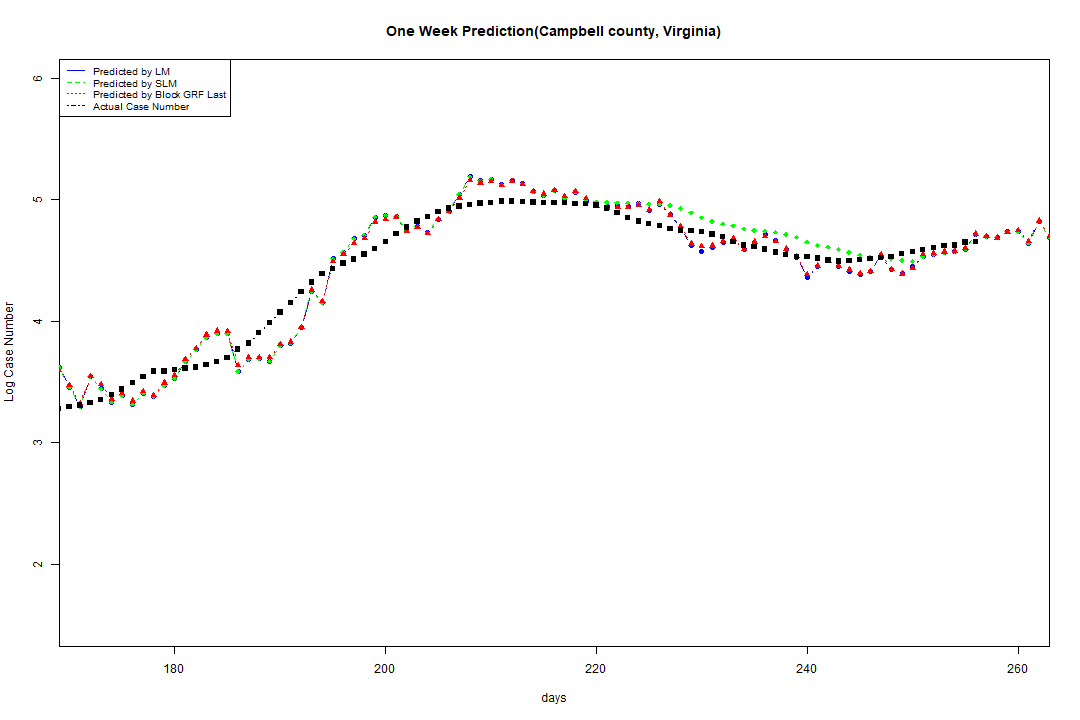 One Week Prediction(Campbell county, Virginia)
Predicted by LM
Predicted by SLM
Predicted by Block GRF Last
Actual Case Number
6
5
4
3
2
Log Case Number
180 200 220 240 260
days